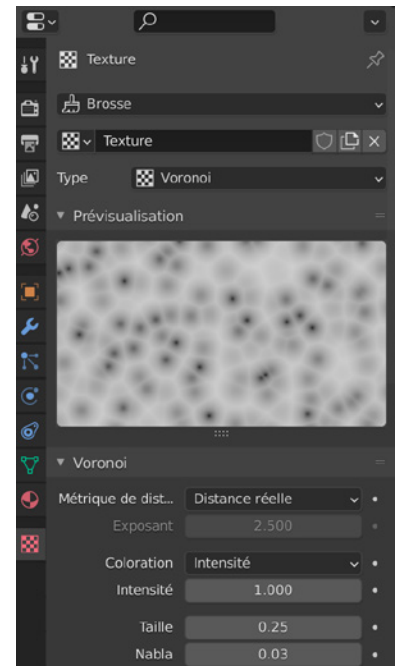 Texture
Brosse
Texture
Type Voronoi
Prévisualisation
Voronoi
Métrique de dist... Distance réelle
Exposant 2.500
Coloration Intensité
Intensité 1.000
Taille 0.25
Nabla 0.03